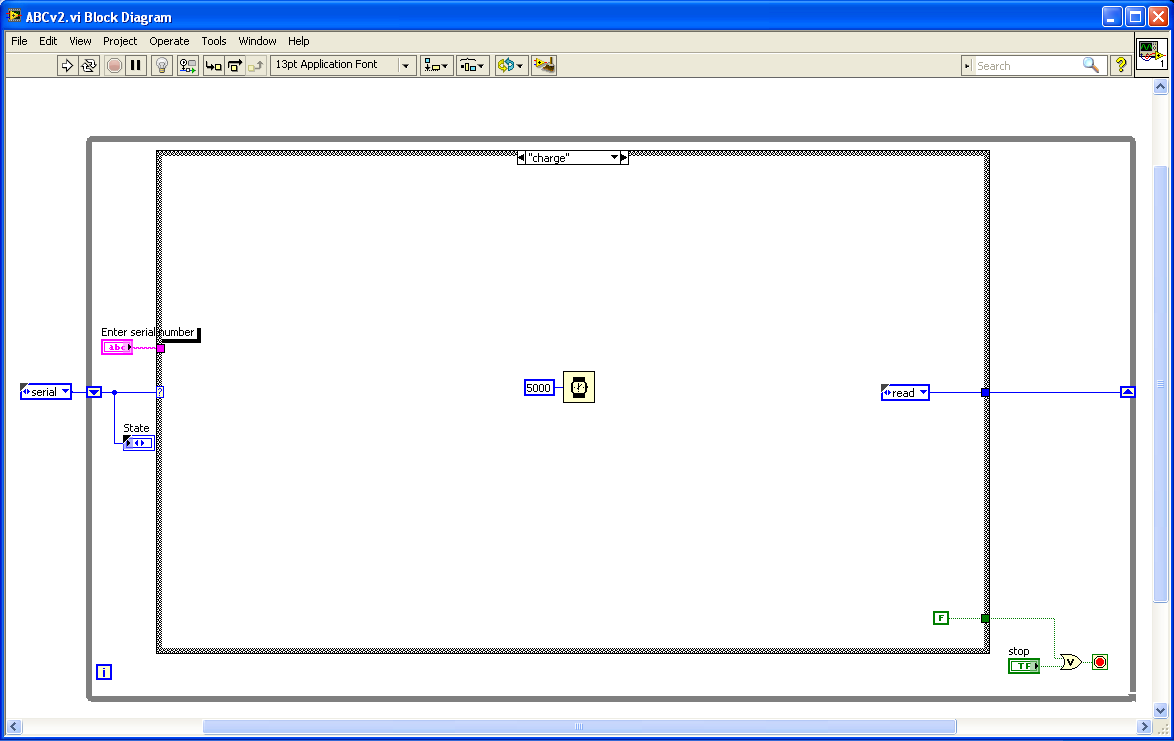 ABCv2.vi Block Diagram
File Edit View Project Operate Tools Window Help
13pt Application Font
Search
?
1
"charge"
Enter serial number
abc
serial
?
State
5000
read
F
stop
TF
V
i